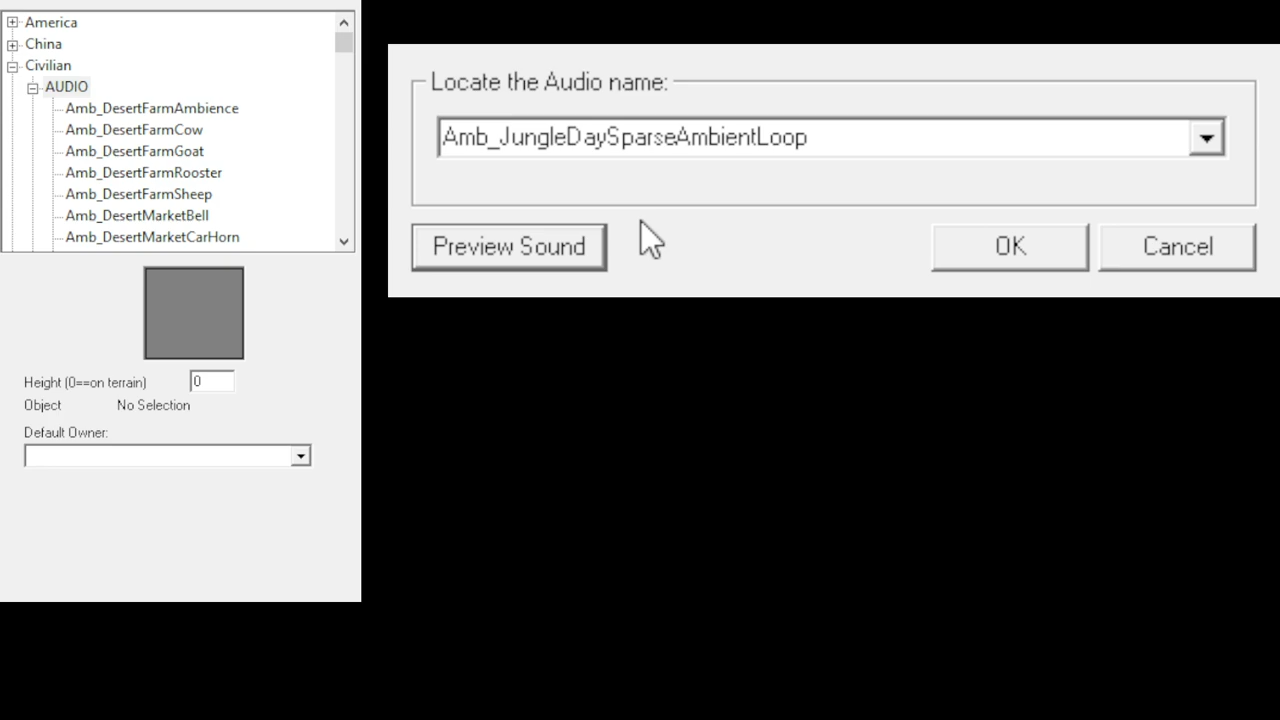 America
China
Civilian
AUDIO
Amb_DesertFarmAmbience
Amb_DesertFarmCow
Amb_DesertFarmGoat
Amb_DesertFarmRooster
Amb_DesertFarmSheep
Amb_DesertMarketBell
Amb_DesertMarketCarHorn
Height (0==on terrain) 0
Object No Selection
Default Owner:
Locate the Audio name:
Amb_JungleDaySparseAmbientLoop
Preview Sound OK Cancel